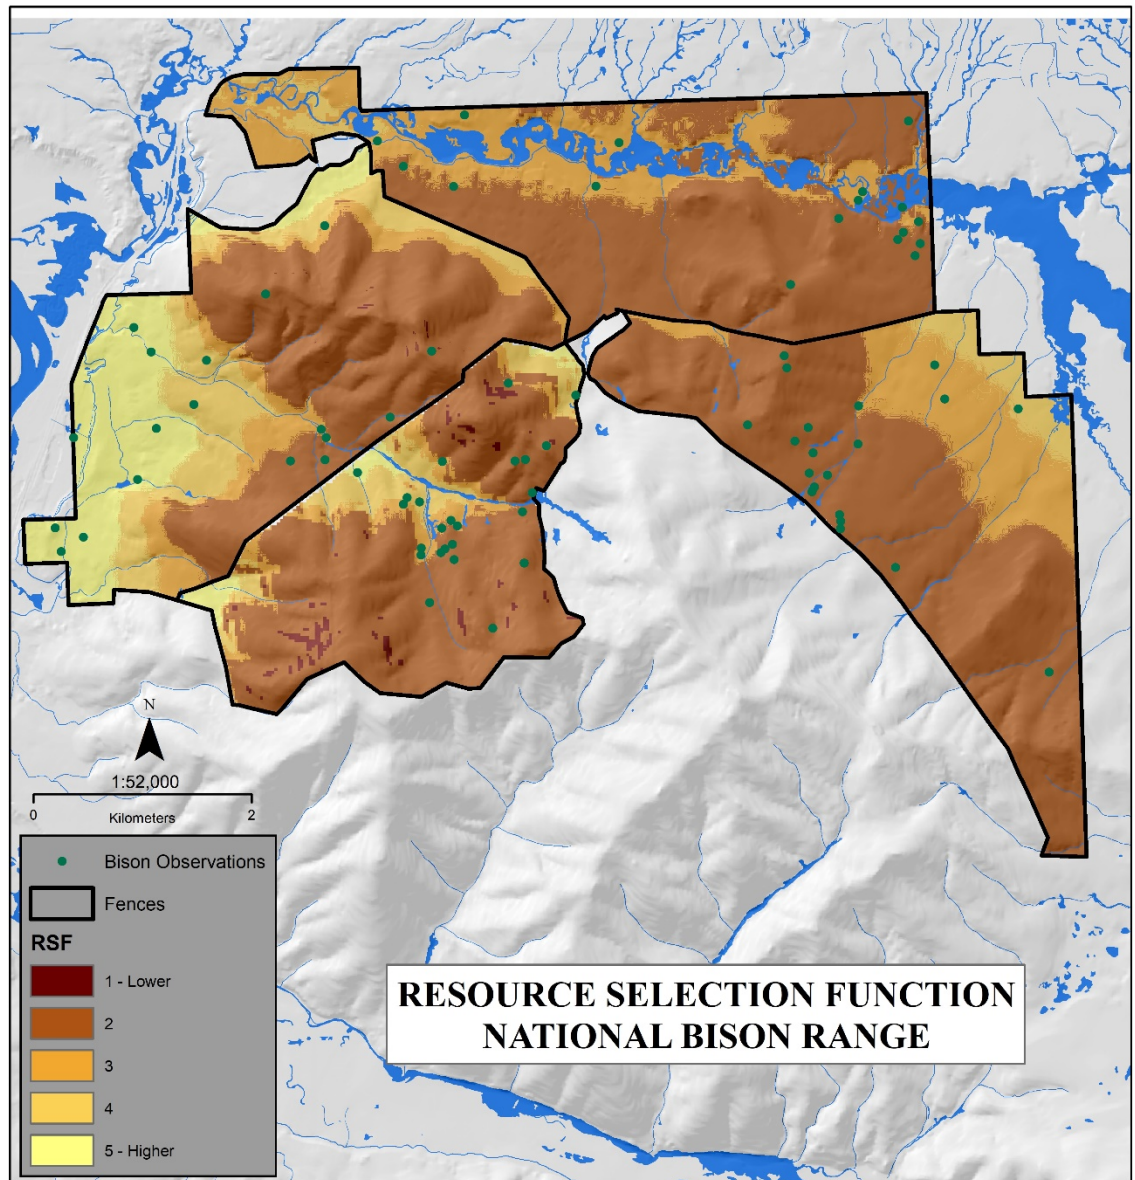 N
1:52,000
0 2
Kilometers
Bison Observations
Fences
RSF
1 - Lower
2
3
4
5 - Higher
RESOURCE SELECTION FUNCTION
NATIONAL BISON RANGE